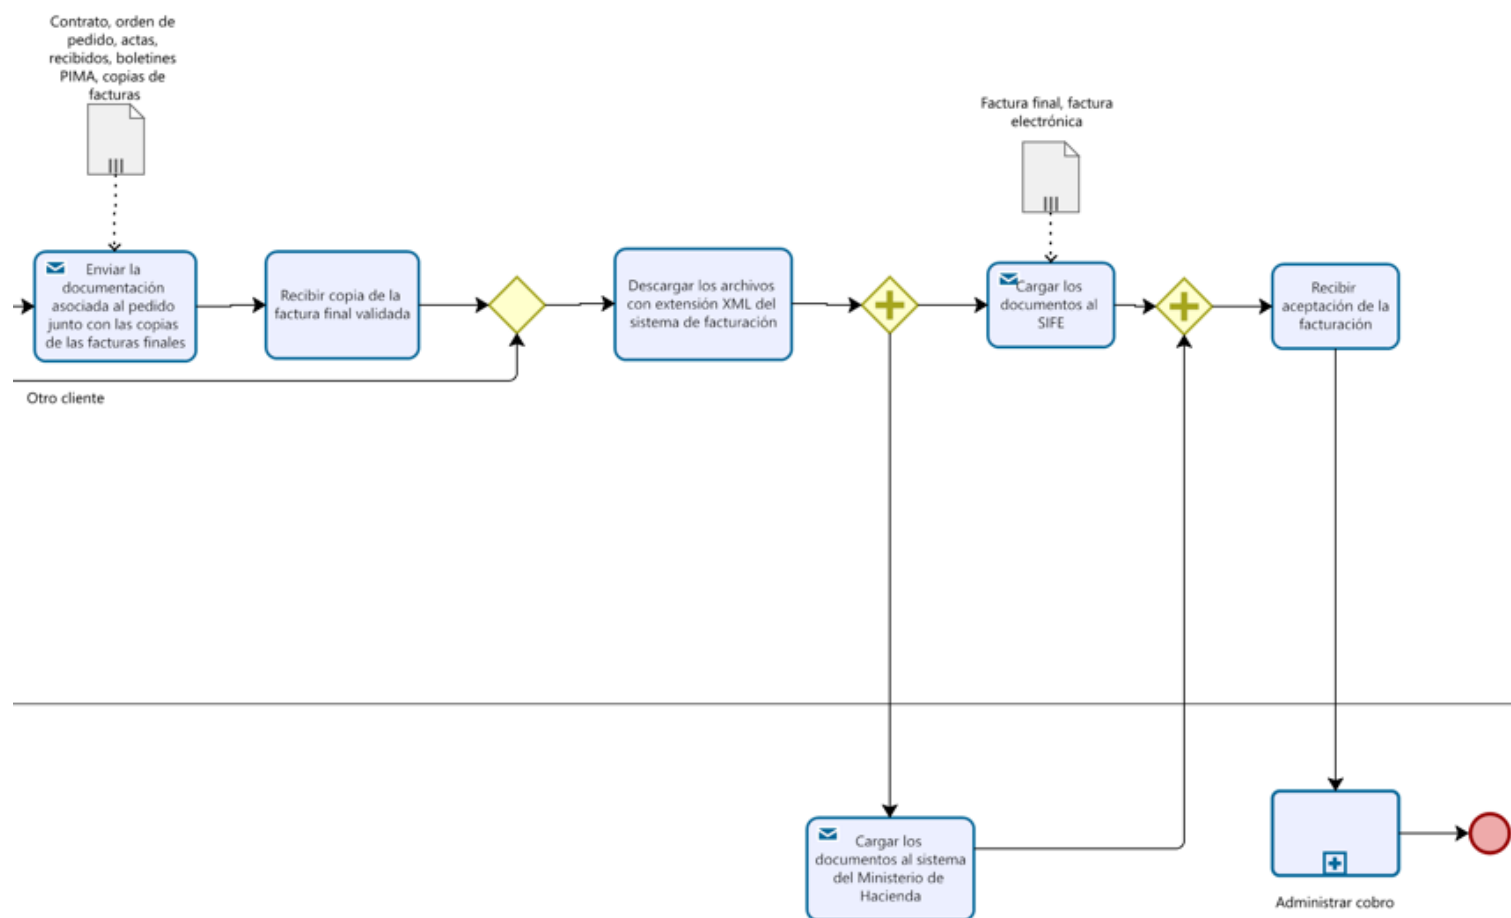 Contrato, orden de
pedido, actas,
recibidos, boletines
PIMA, copias de
facturas
Factura final, factura
electrónica
Enviar la
documentación
asociada al pedido
junto con las copias
de las facturas finales
Recibir copia de la
factura final validada
Descargar los archivos
con extensión XML del
sistema de facturación
Cargar los
documentos al
SIFE
Recibir
aceptación de la
facturación
Otro cliente
Cargar los
documentos al sistema
del Ministerio de
Hacienda
Administrar cobro